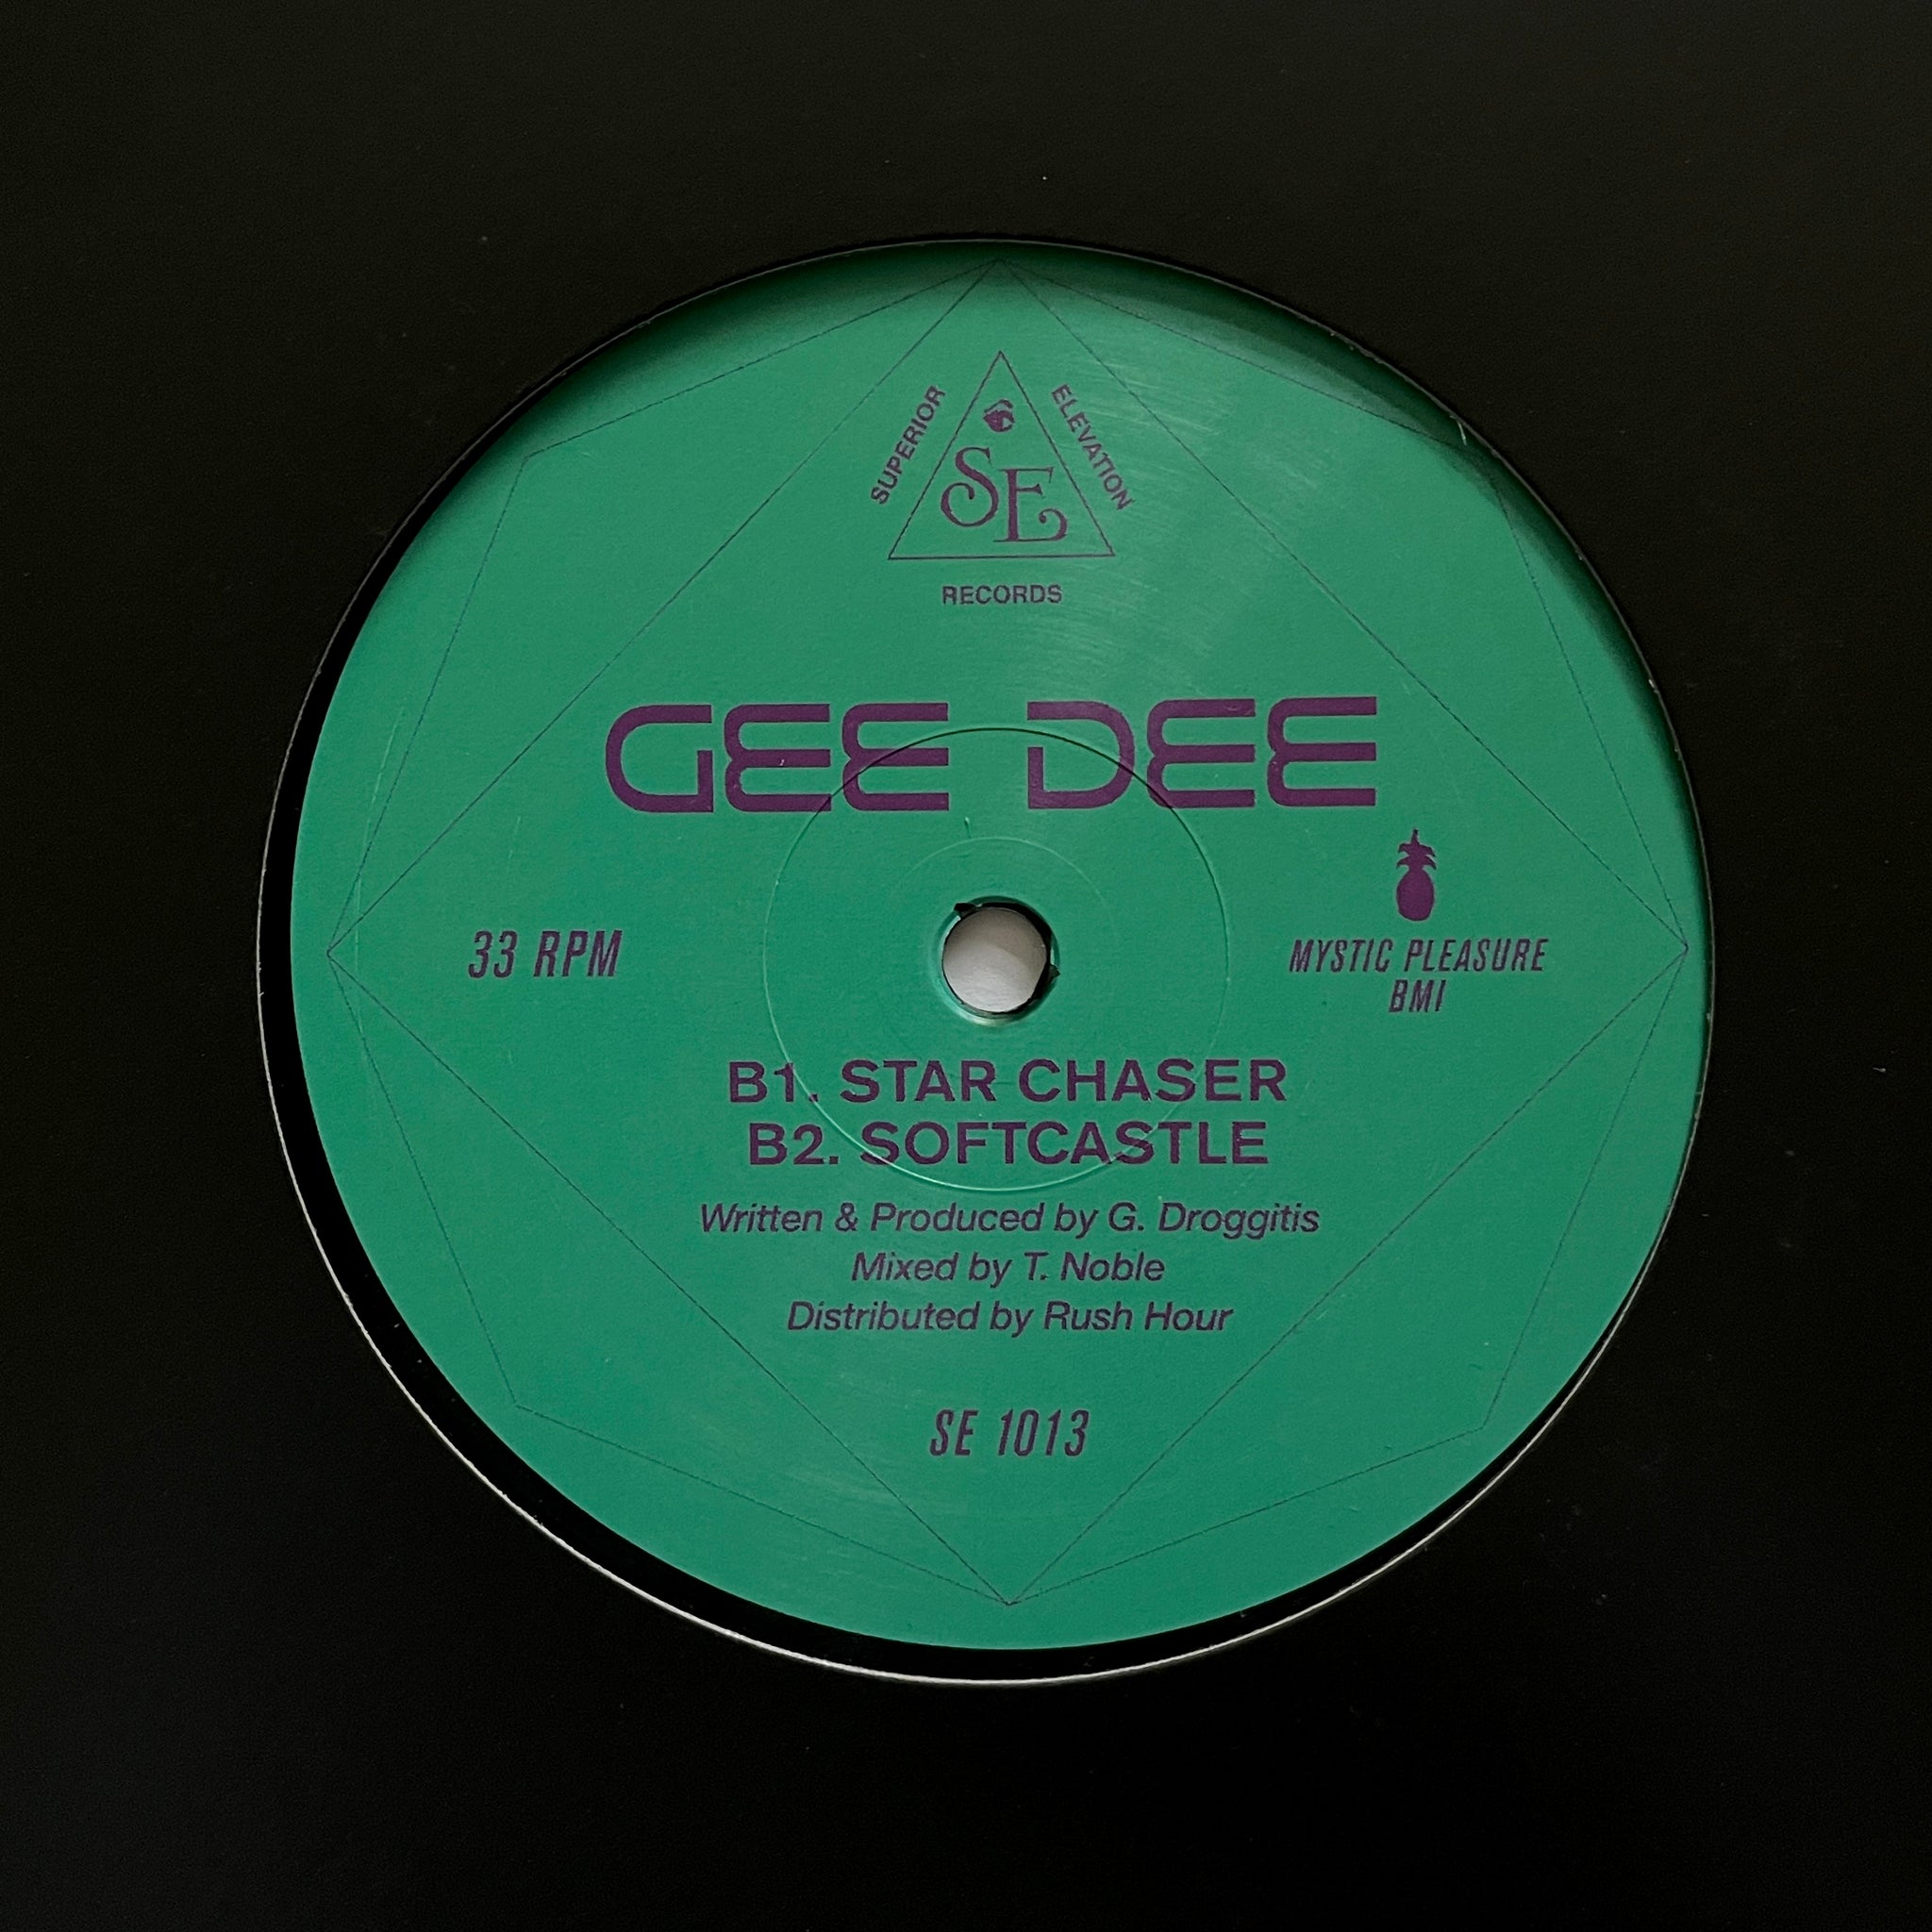 SUPERIOR
ELEVATION
SE
RECORDS
GEE DEE
33 RPM
MYSTIC PLEASURE
BMI
B1. STAR CHASER
B2. SOFTCASTLE
Written & Produced by G. Droggitis
Mixed by T. Noble
Distributed by Rush Hour
SE 1013